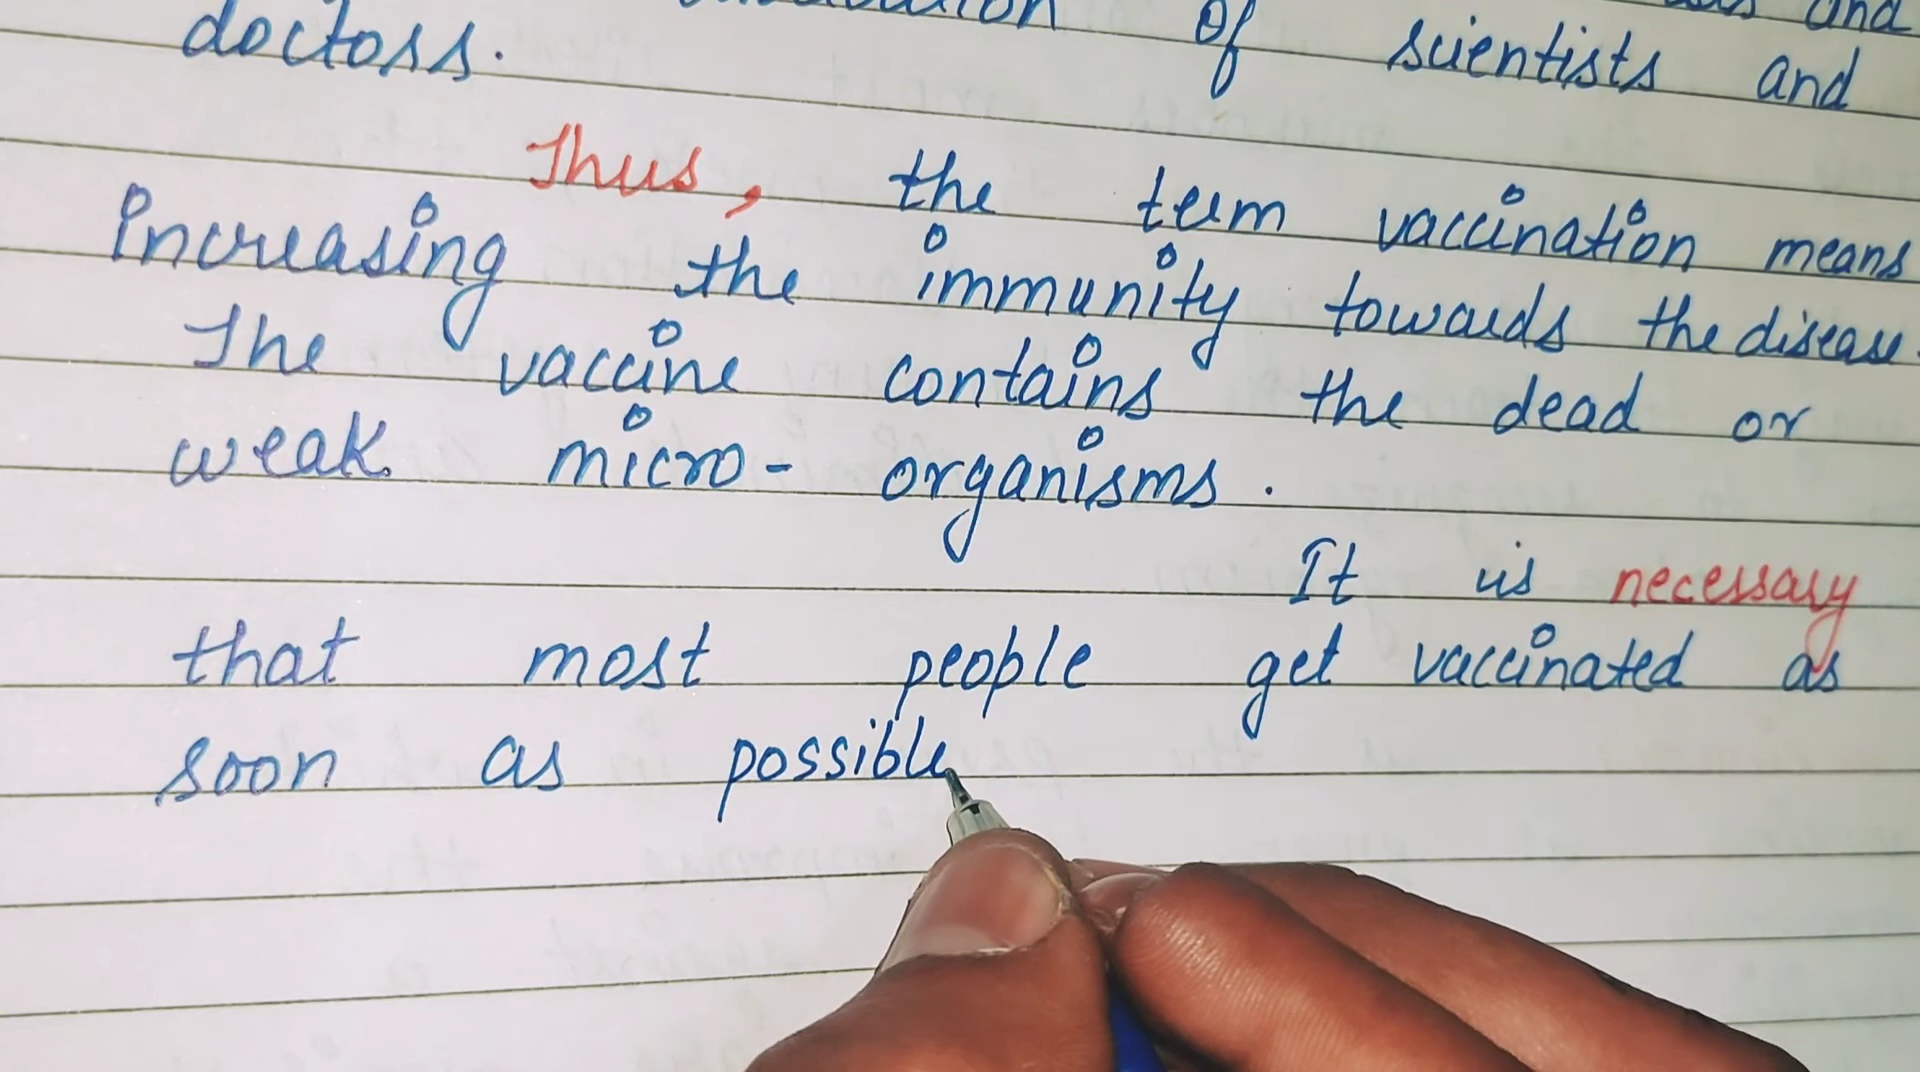 and
of scientists and
doctors.
Thus, the term vaccination means
Increasing the immunity towards the disease.
The vaccine contains the dead or
weak micro- organisms.
It is necessary
that most people get vaccinated as
soon as possible